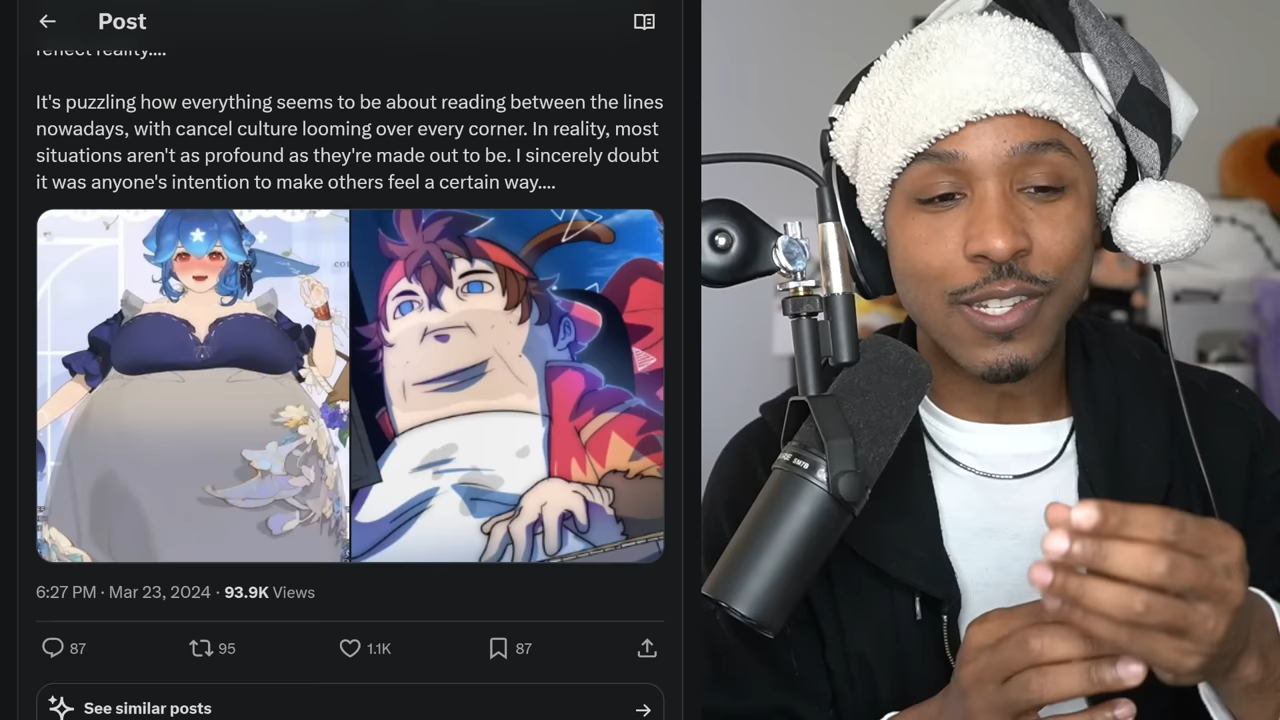 Post
reflect reality....
It's puzzling how everything seems to be about reading between the lines
nowadays, with cancel culture looming over every corner. In reality, most
situations aren't as profound as they're made out to be. I sincerely doubt
it was anyone's intention to make others feel a certain way....
6:27 PM · Mar 23, 2024 · 93.9K Views
87
95
1.1K
87
See similar posts
SM7B